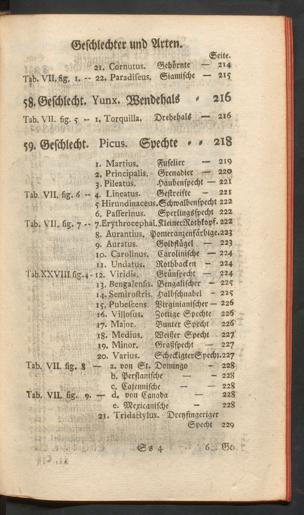 Geschlechter und Arten.
Seite.
21. Cornutus. Gehörnte — 214
Tab. VII. fig. 1. -- 22. Paradiseus. Siamische — 215
58. Geschlecht. Yunx. Wendehals = 216
Tab. VII. fig. 5 -- 1. Torquilla. Drehehals — 216
59. Geschlecht. Picus. Spechte = = 218
1. Martius. Füselier — 219
2. Principalis. Grenadier — 220
3. Pileatus. Haubenspecht — 221
Tab. VII. fig. 6 -- 4. Lineatus. Gestreifte — 221
5 Hirundinaceus. Schwalbenspecht 222
6. Passerinus. Sperlingsspecht 222
Tab. VII. fig. 7 -- 7. Erythrocephal. Kleiner Rothkopf. 222
8. Aurantius. Pomeranzenfärbige. 223
9. Auratus. Goldflügel — 223
10. Carolinus. Carolinische — 224
11. Undatus. Rothbacken — 224
Tab. XXVIII. fig. 4 - 12. Viridis. Grünspecht — 224
13. Bengalensis. Bengalischer — 225
14. Semirostris. Halbschnabel — 225
15. Pubescens. Virginianischer — 226
16. Villosus. Zotige Spechte 226
17. Major. Bunter Specht 226
18. Medius. Weißer Specht 227
19. Minor. Grasspecht — 227
20. Varius. Scheckigter Specht. 227
Tab. VII. fig. 8 — a. von St. Domingo — 228
b. Persianische — — 228
c. Cajennische — — 228
Tab. VII. fig. 9. — d. von Canada — 228
e. Mexicanische — 228
21. Tridactylus. Dreyfingeriger
Specht 229
S s 4
6. Ge-